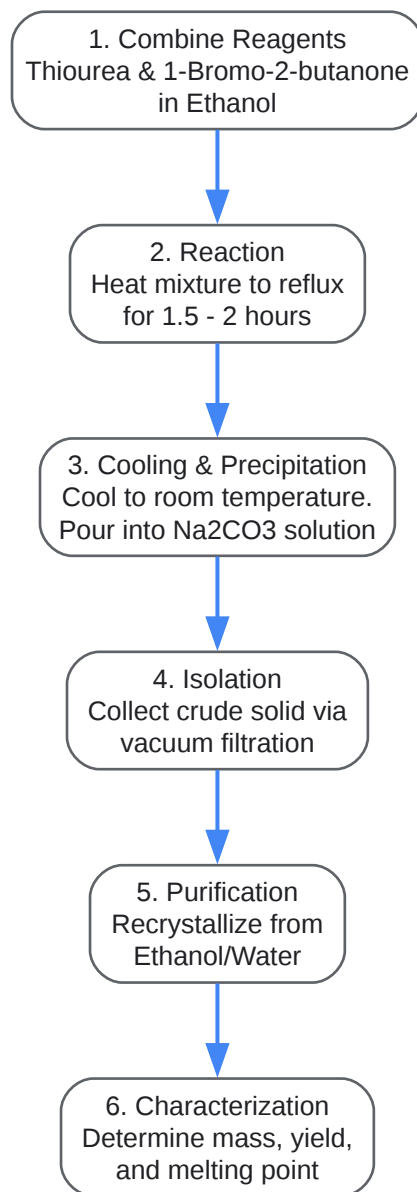 1. Combine Reagents
Thiourea & 1-Bromo-2-butanone
in Ethanol
2. Reaction
Heat mixture to reflux
for 1.5 - 2 hours
3. Cooling & Precipitation
Cool to room temperature.
Pour into Na2CO3 solution
4. Isolation
Collect crude solid via
vacuum filtration
5. Purification
Recrystallize from
Ethanol/Water
6. Characterization
Determine mass, yield,
and melting point